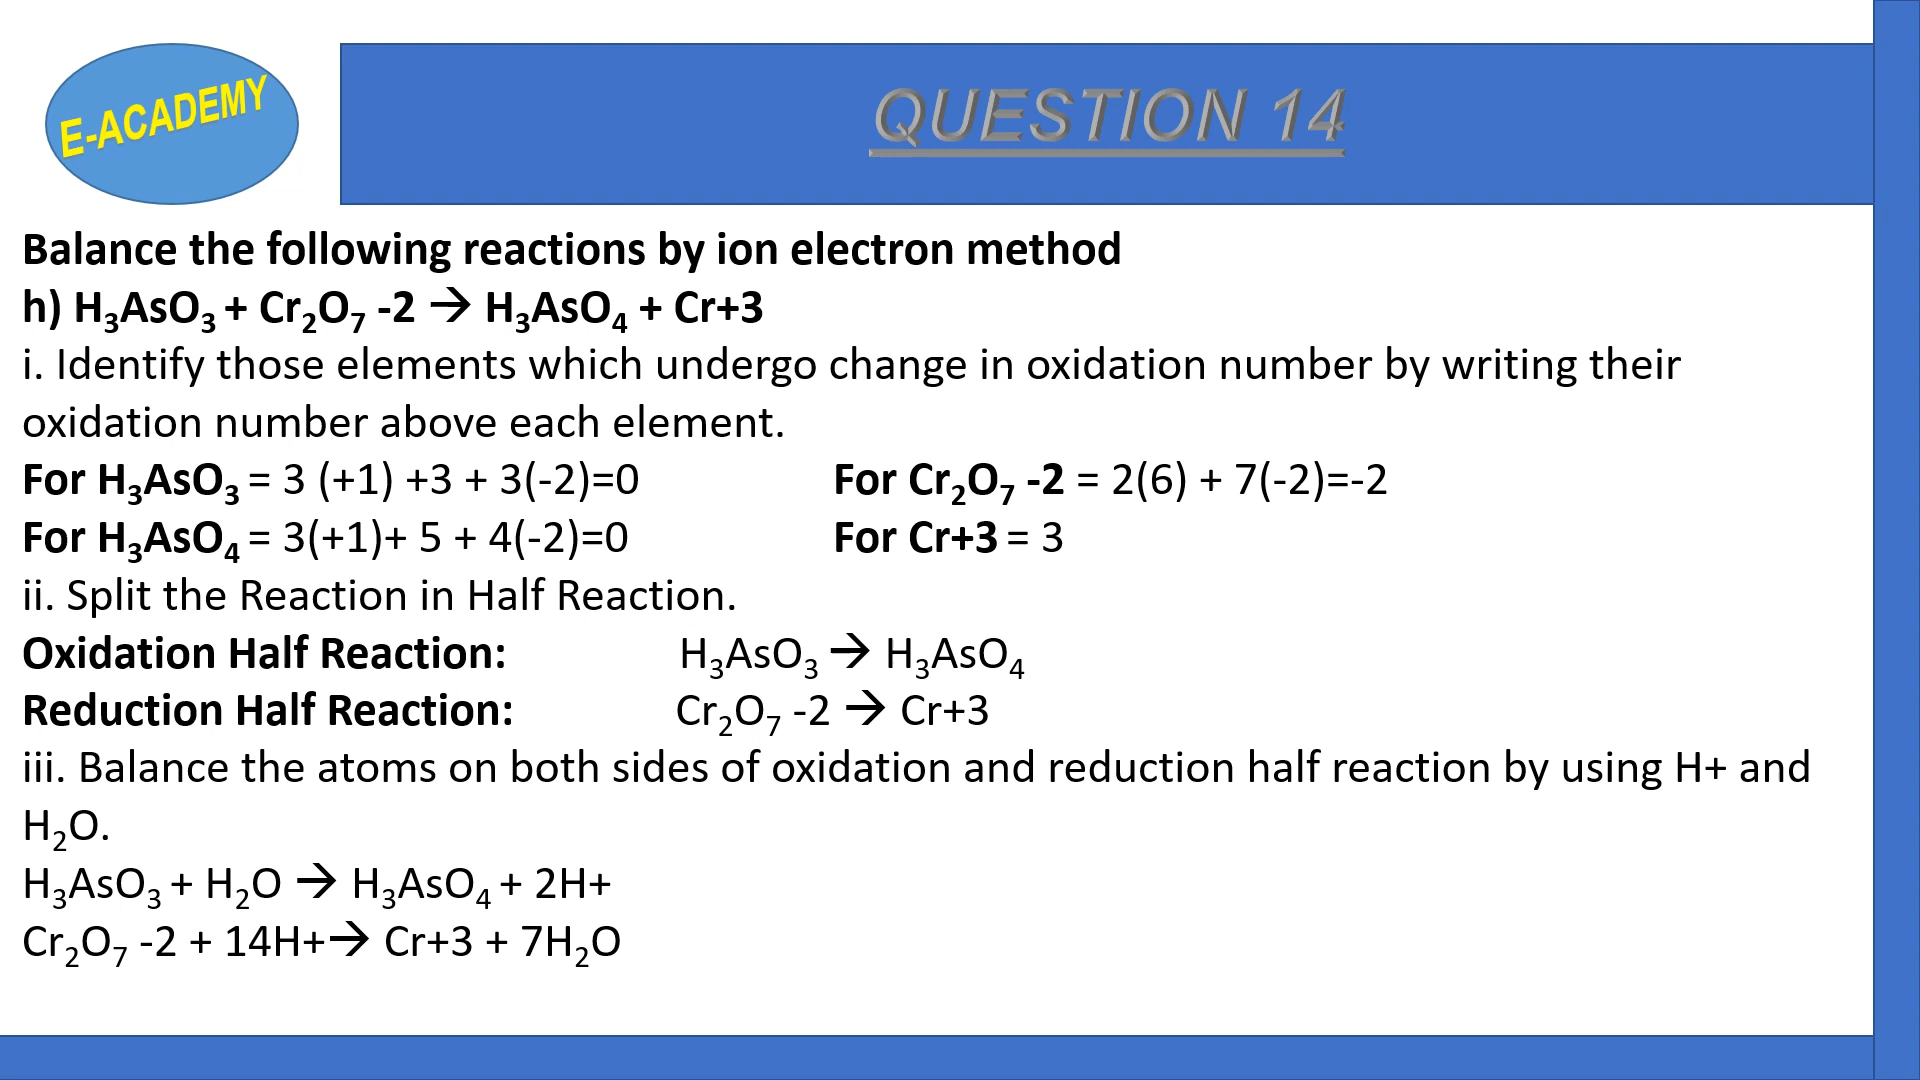 E-ACADEMY
QUESTION 14
Balance the following reactions by ion electron method
h) H₃AsO₃ + Cr₂O₇ -2 → H₃AsO₄ + Cr+3
i. Identify those elements which undergo change in oxidation number by writing their
oxidation number above each element.
For H₃AsO₃ = 3 (+1) +3 + 3(-2)=0 For Cr₂O₇ -2 = 2(6) + 7(-2)=-2
For H₃AsO₄ = 3(+1)+ 5 + 4(-2)=0 For Cr+3 = 3
ii. Split the Reaction in Half Reaction.
Oxidation Half Reaction: H₃AsO₃ → H₃AsO₄
Reduction Half Reaction: Cr₂O₇ -2 → Cr+3
iii. Balance the atoms on both sides of oxidation and reduction half reaction by using H+ and
H₂O.
H₃AsO₃ + H₂O → H₃AsO₄ + 2H+
Cr₂O₇ -2 + 14H+→ Cr+3 + 7H₂O